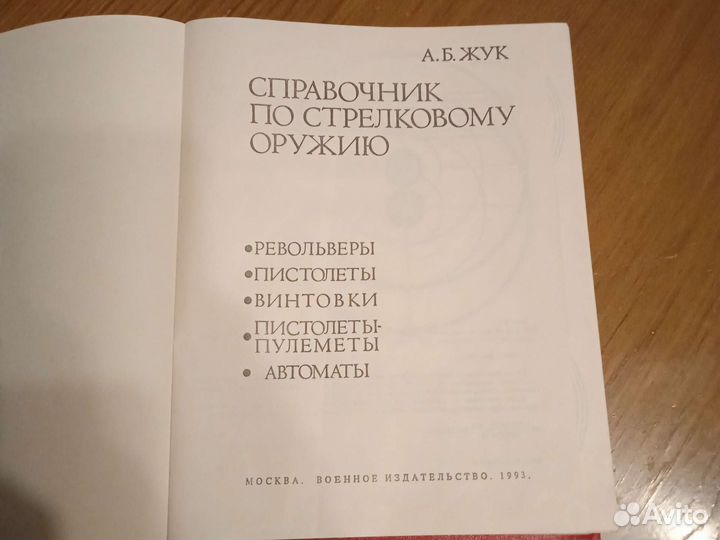 А. Б. ЖУК
СПРАВОЧНИК
ПО СТРЕЛКОВОМУ
ОРУЖИЮ
• РЕВОЛЬВЕРЫ
• ПИСТОЛЕТЫ
• ВИНТОВКИ
• ПИСТОЛЕТЫ-
ПУЛЕМЕТЫ
• АВТОМАТЫ
МОСКВА. ВОЕННОЕ ИЗДАТЕЛЬСТВО. 1993.
Avito